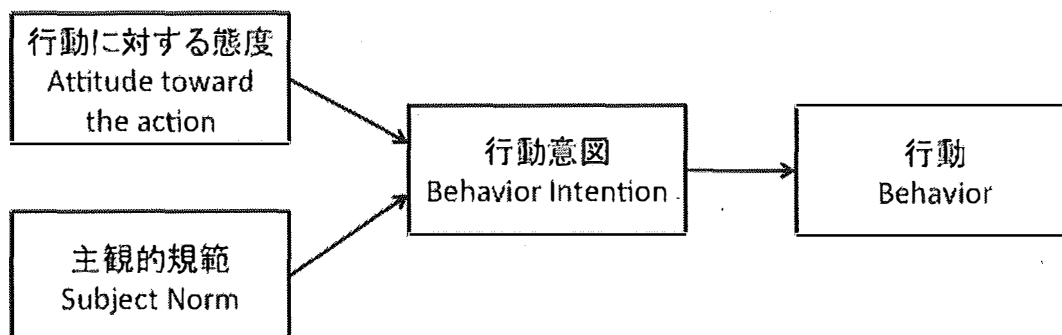 行動に対する態度
Attitude toward
the action
行動意図
Behavior Intention
行動
Behavior
主観的規範
Subject Norm